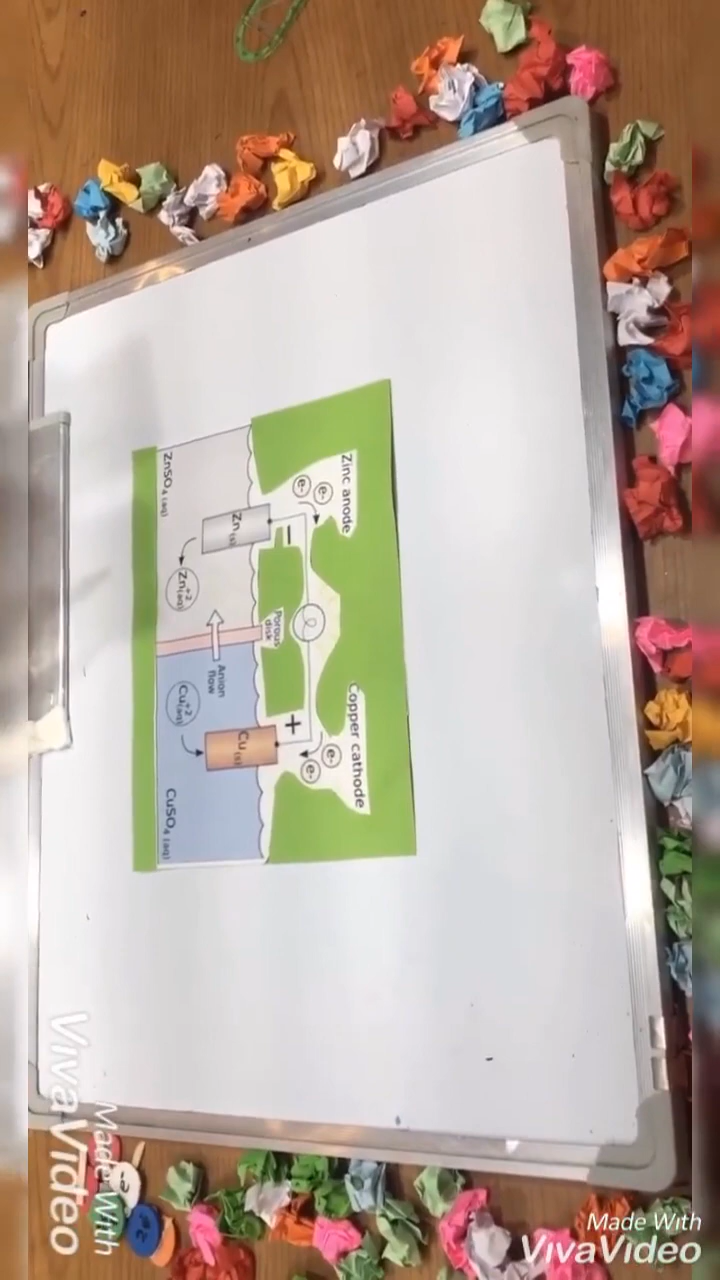 Zinc anode
Copper cathode
e-
e-
e-
e-
−
+
Zn(s)
Porous
disk
Cu(s)
Anion
flow
Zn+2(aq)
Cu+2(aq)
ZnSO4 (aq)
CuSO4 (aq)
Made With
VivaVideo
Made With
VivaVideo